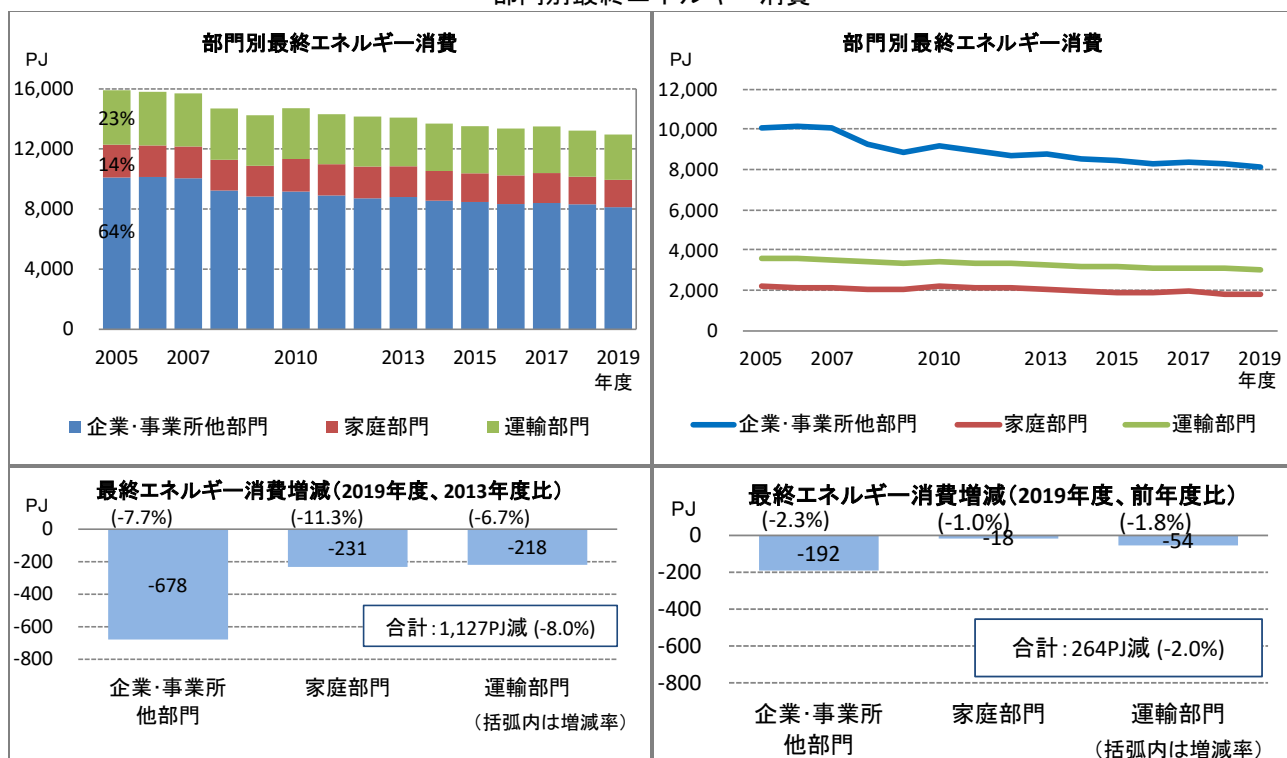 部門別最終エネルギー消費
部門別最終エネルギー消費
PJ
16,000
12,000
8,000
4,000
0
23%
14%
64%
2005
2007
2010
2013
2015
2017
2019
年度
企業・事業所他部門
家庭部門
運輸部門
部門別最終エネルギー消費
PJ
12,000
10,000
8,000
6,000
4,000
2,000
0
2005
2007
2010
2013
2015
2017
2019
年度
企業・事業所他部門
家庭部門
運輸部門
最終エネルギー消費増減(2019年度、2013年度比)
PJ
(-7.7%)
(-11.3%)
(-6.7%)
0
-200
-400
-600
-800
-678
-231
-218
合計:1,127PJ減 (-8.0%)
企業・事業所
他部門
家庭部門
運輸部門
(括弧内は増減率)
最終エネルギー消費増減(2019年度、前年度比)
PJ
(-2.3%)
(-1.0%)
(-1.8%)
0
-200
-400
-600
-800
-192
-18
-54
合計:264PJ減 (-2.0%)
企業・事業所
他部門
家庭部門
運輸部門
(括弧内は増減率)